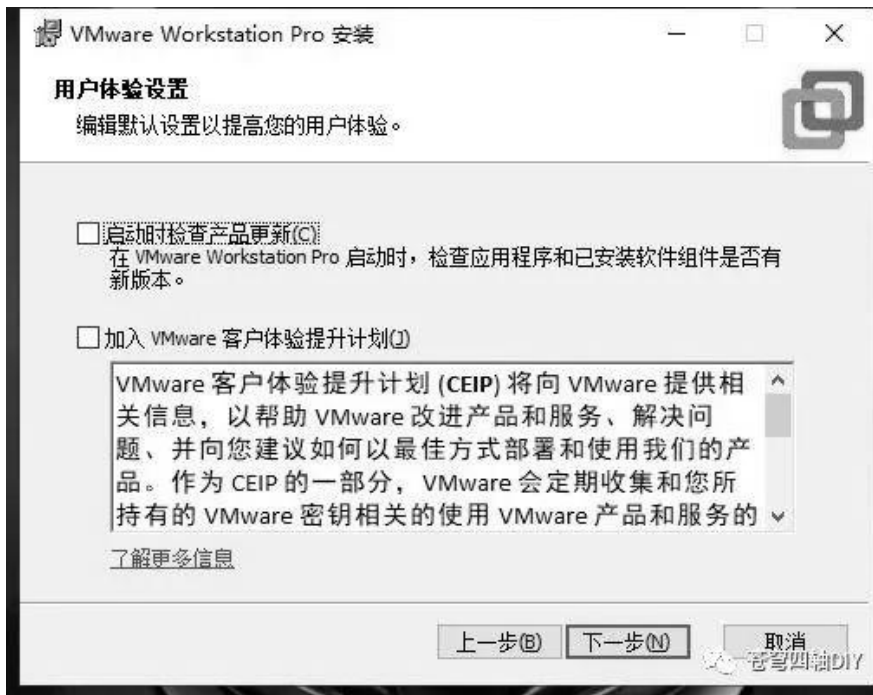 VMware Workstation Pro 安装
用户体验设置
编辑默认设置以提高您的用户体验。
启动时检查产品更新(C)
在 VMware Workstation Pro 启动时，检查应用程序和已安装软件组件是否有
新版本。
加入 VMware 客户体验提升计划(J)
VMware 客户体验提升计划 (CEIP) 将向 VMware 提供相
关信息，以帮助 VMware 改进产品和服务、解决问
题、并向您建议如何以最佳方式部署和使用我们的产
品。作为 CEIP 的一部分，VMware 会定期收集和您所
持有的 VMware 密钥相关的使用 VMware 产品和服务的
了解更多信息
上一步(B) 下一步(N) 取消
苍穹四轴DIY